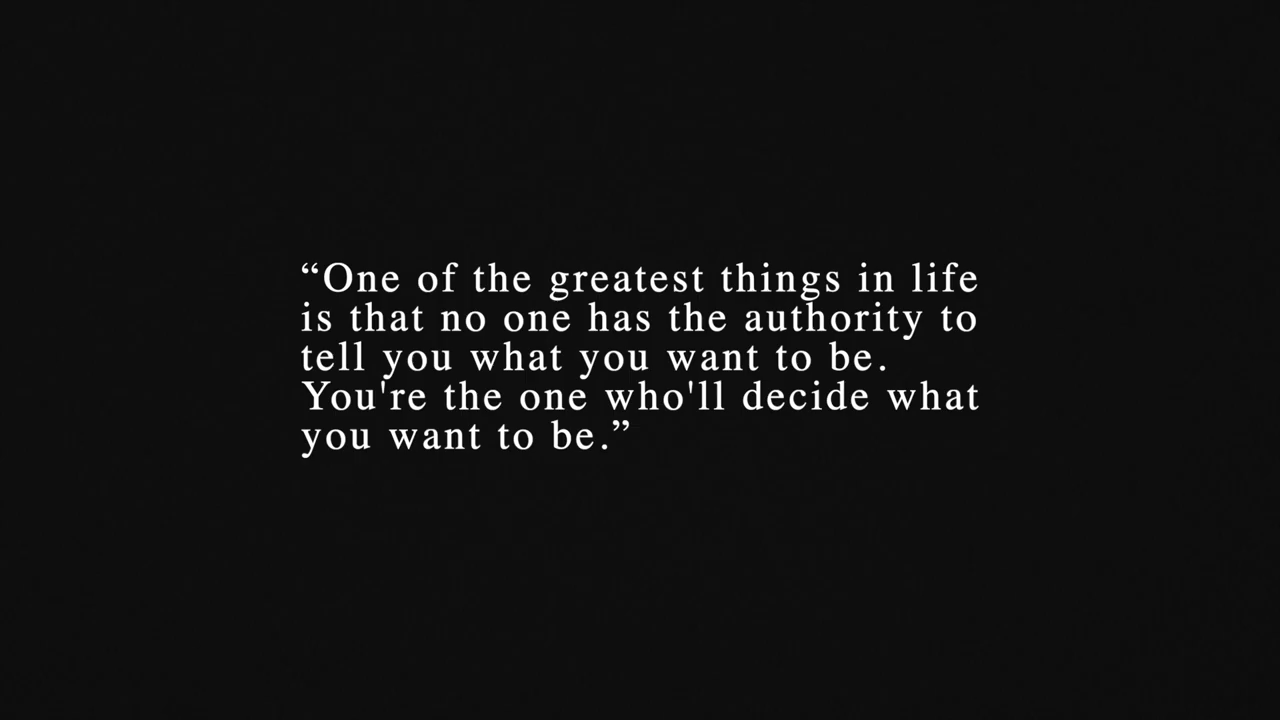 “One of the greatest things in life
is that no one has the authority to
tell you what you want to be.
You're the one who'll decide what
you want to be.”